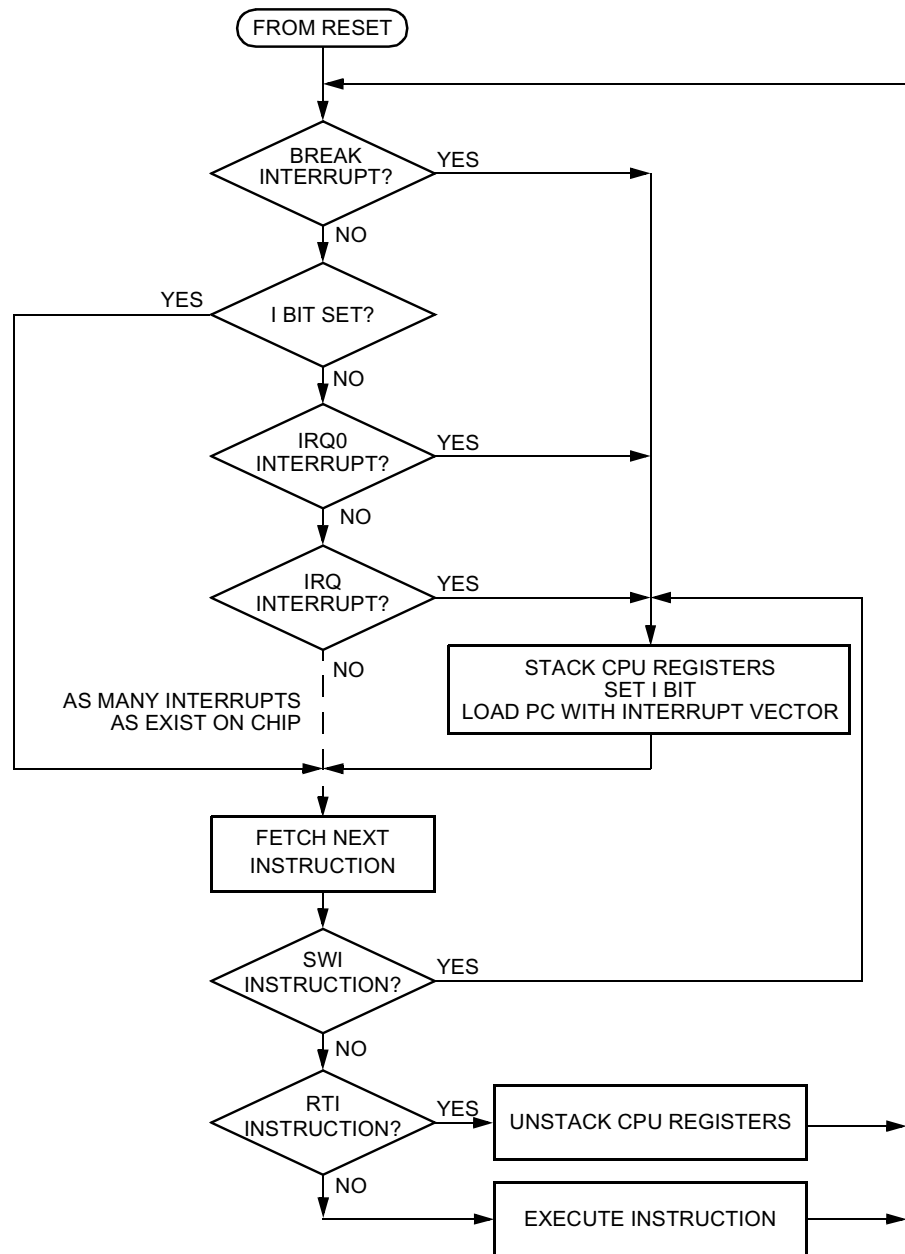 FROM RESET
BREAK
INTERRUPT?
YES
NO
YES
I BIT SET?
NO
IRQ0
INTERRUPT?
YES
NO
IRQ
INTERRUPT?
YES
NO
AS MANY INTERRUPTS
AS EXIST ON CHIP
STACK CPU REGISTERS
SET I BIT
LOAD PC WITH INTERRUPT VECTOR
FETCH NEXT
INSTRUCTION
SWI
INSTRUCTION?
YES
NO
RTI
INSTRUCTION?
YES
UNSTACK CPU REGISTERS
NO
EXECUTE INSTRUCTION